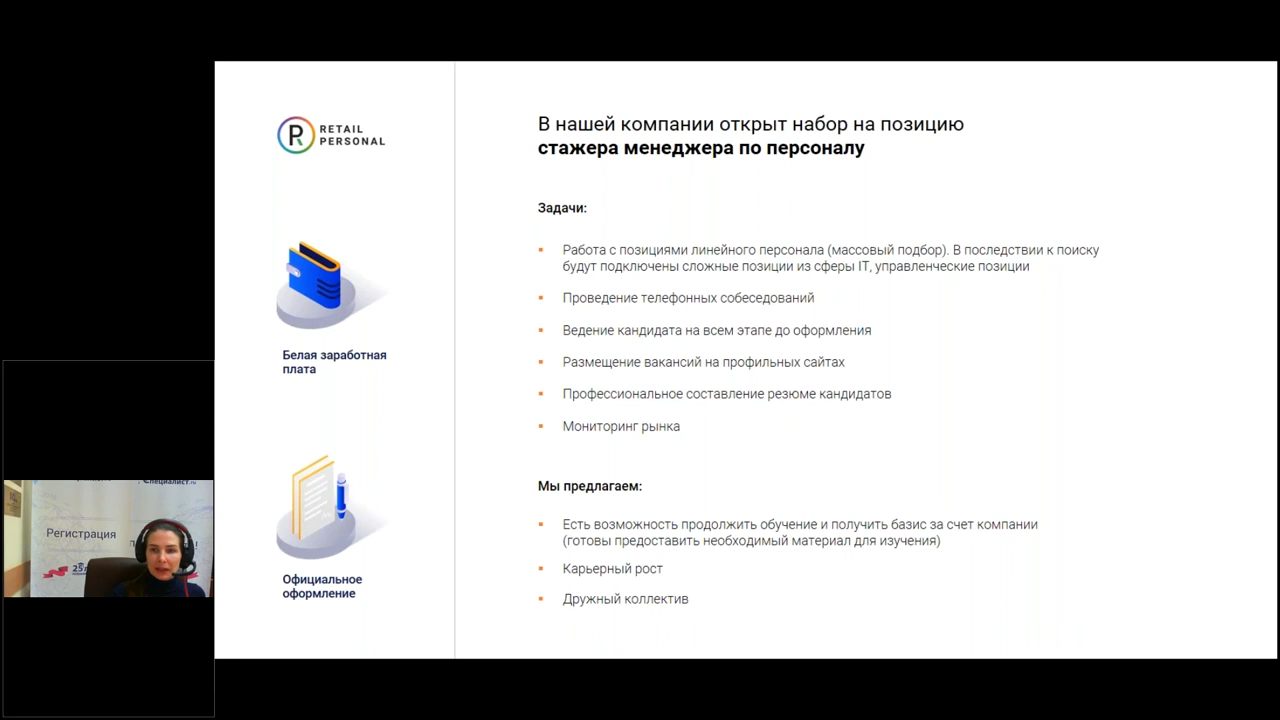 RETAIL
PERSONAL
В нашей компании открыт набор на позицию
стажера менеджера по персоналу
Задачи:
Работа с позициями линейного персонала (массовый подбор). В последствии к поиску
будут подключены сложные позиции из сферы IT, управленческие позиции
Проведение телефонных собеседований
Ведение кандидата на всем этапе до оформления
Размещение вакансий на профильных сайтах
Профессиональное составление резюме кандидатов
Мониторинг рынка
Белая заработная
плата
Мы предлагаем:
Есть возможность продолжить обучение и получить базис за счет компании
(готовы предоставить необходимый материал для изучения)
Карьерный рост
Дружный коллектив
Официальное
оформление
Специалист.ru
Регистрация